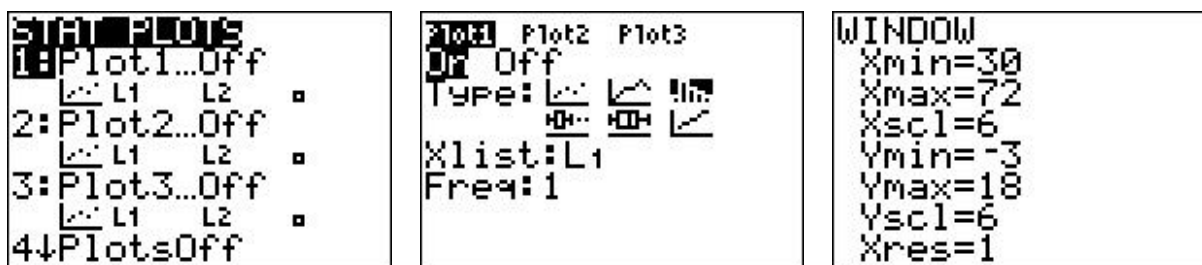 STAT PLOTS
1:Plot1…Off
L1 L2
2:Plot2…Off
L1 L2
3:Plot3…Off
L1 L2
4↓PlotsOff
Plot1 Plot2 Plot3
On Off
Type:
Xlist:L1
Freq:1
WINDOW
Xmin=30
Xmax=72
Xscl=6
Ymin=-3
Ymax=18
Yscl=6
Xres=1